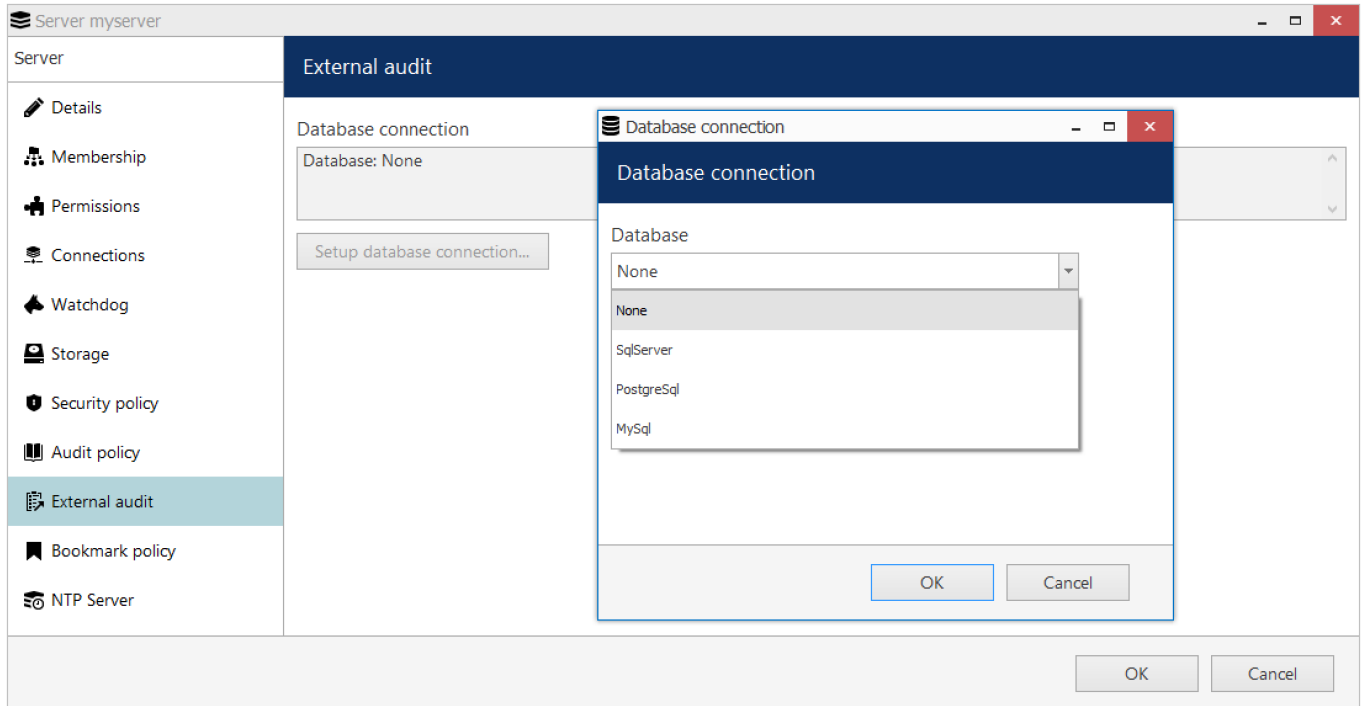 Server myserver
Server
Details
Membership
Permissions
Connections
Watchdog
Storage
Security policy
Audit policy
External audit
Bookmark policy
NTP Server
External audit
Database connection
Database: None
Setup database connection...
Database connection
Database connection
Database
None
None
SqlServer
PostgreSql
MySql
OK
Cancel
OK
Cancel